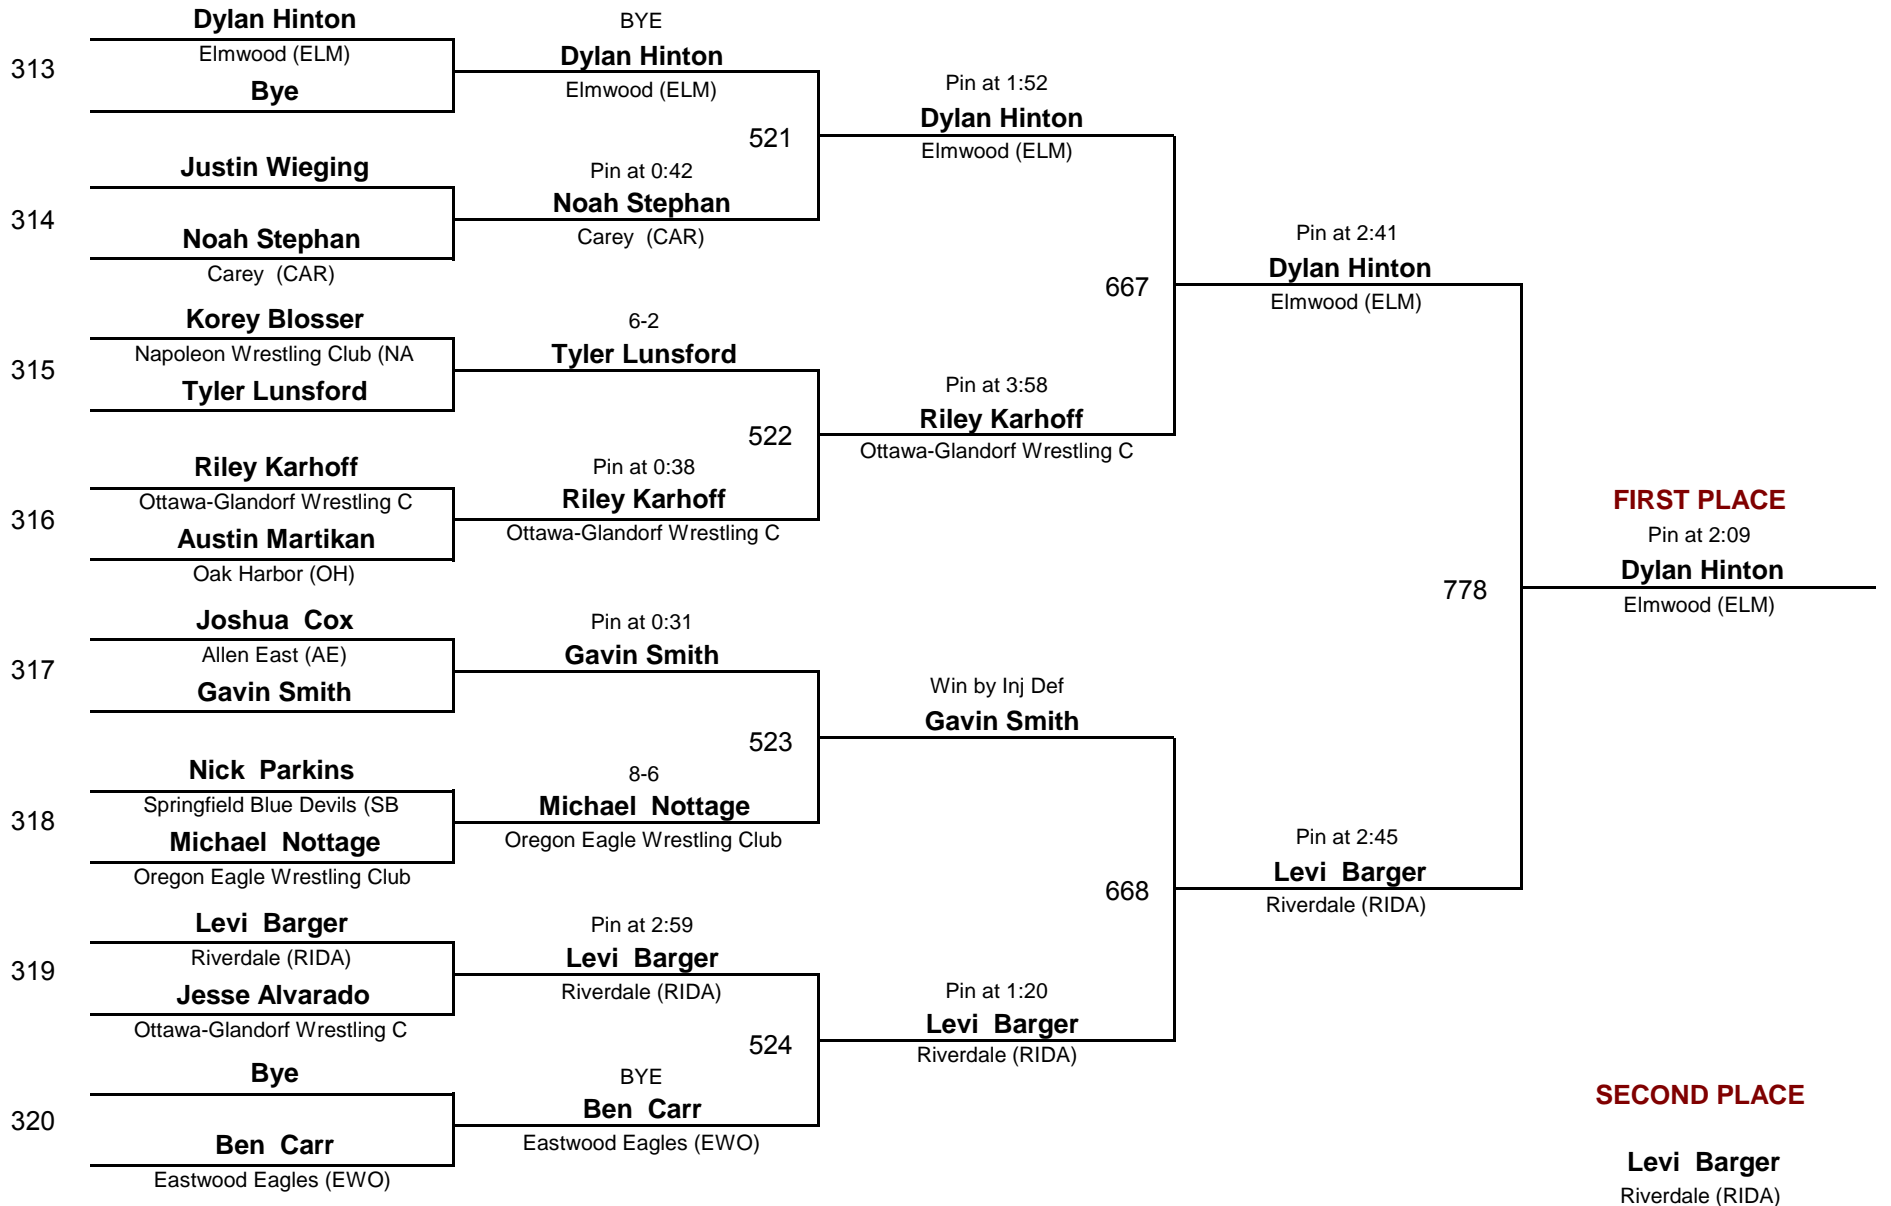 313
Dylan Hinton
Elmwood (ELM)
Bye
314
Justin Wieging
Noah Stephan
Carey (CAR)
315
Korey Blosser
Napoleon Wrestling Club (NA
Tyler Lunsford
316
Riley Karhoff
Ottawa-Glandorf Wrestling C
Austin Martikan
Oak Harbor (OH)
317
Joshua Cox
Allen East (AE)
Gavin Smith
318
Nick Parkins
Springfield Blue Devils (SB
Michael Nottage
Oregon Eagle Wrestling Club
319
Levi Barger
Riverdale (RIDA)
Jesse Alvarado
Ottawa-Glandorf Wrestling C
320
Bye
Ben Carr
Eastwood Eagles (EWO)
BYE
Dylan Hinton
Elmwood (ELM)
521
Pin at 0:42
Noah Stephan
Carey (CAR)
6-2
Tyler Lunsford
522
Pin at 0:38
Riley Karhoff
Ottawa-Glandorf Wrestling C
Pin at 0:31
Gavin Smith
523
8-6
Michael Nottage
Oregon Eagle Wrestling Club
Pin at 2:59
Levi Barger
Riverdale (RIDA)
524
BYE
Ben Carr
Eastwood Eagles (EWO)
Pin at 1:52
Dylan Hinton
Elmwood (ELM)
667
Pin at 3:58
Riley Karhoff
Ottawa-Glandorf Wrestling C
Win by Inj Def
Gavin Smith
668
Pin at 1:20
Levi Barger
Riverdale (RIDA)
Pin at 2:41
Dylan Hinton
Elmwood (ELM)
778
Pin at 2:45
Levi Barger
Riverdale (RIDA)
FIRST PLACE
Pin at 2:09
Dylan Hinton
Elmwood (ELM)
SECOND PLACE
Levi Barger
Riverdale (RIDA)